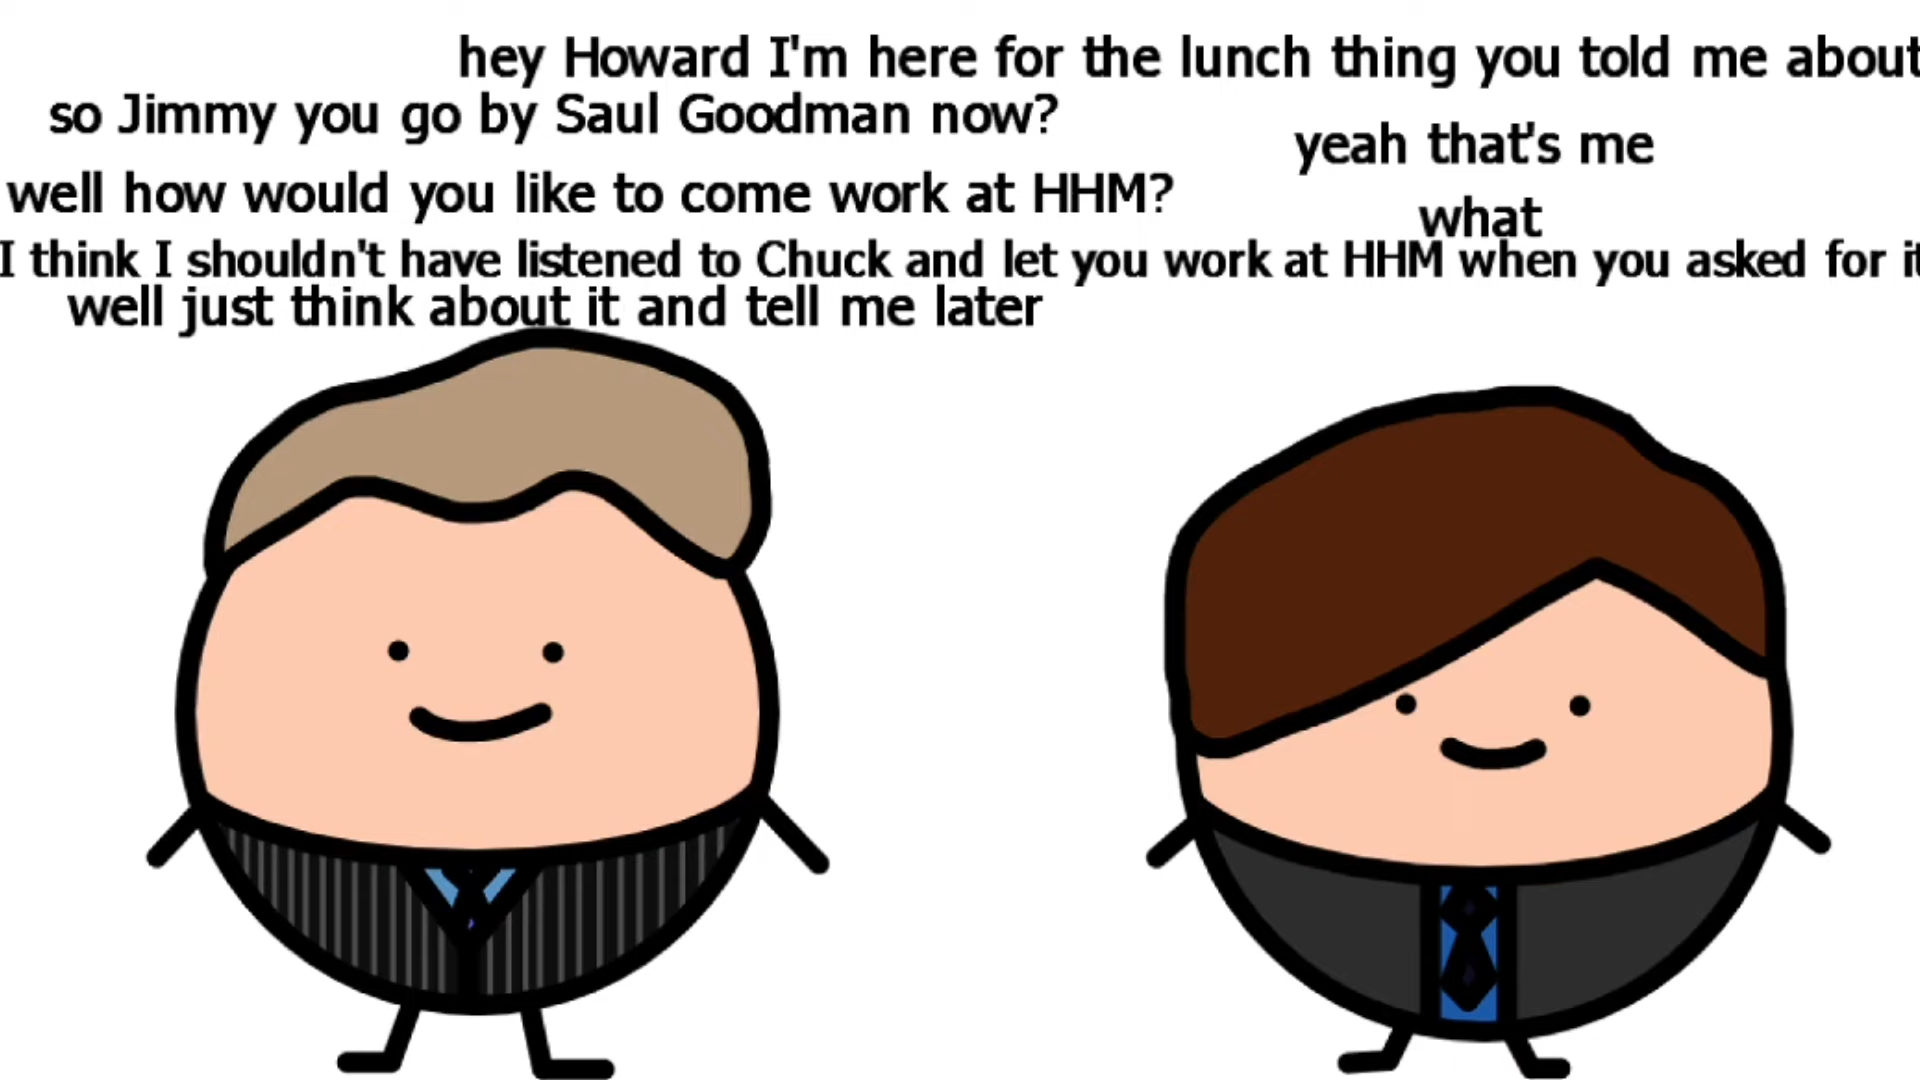 hey Howard I'm here for the lunch thing you told me about
so Jimmy you go by Saul Goodman now?
yeah that's me
well how would you like to come work at HHM?
what
I think I shouldn't have listened to Chuck and let you work at HHM when you asked for it
well just think about it and tell me later